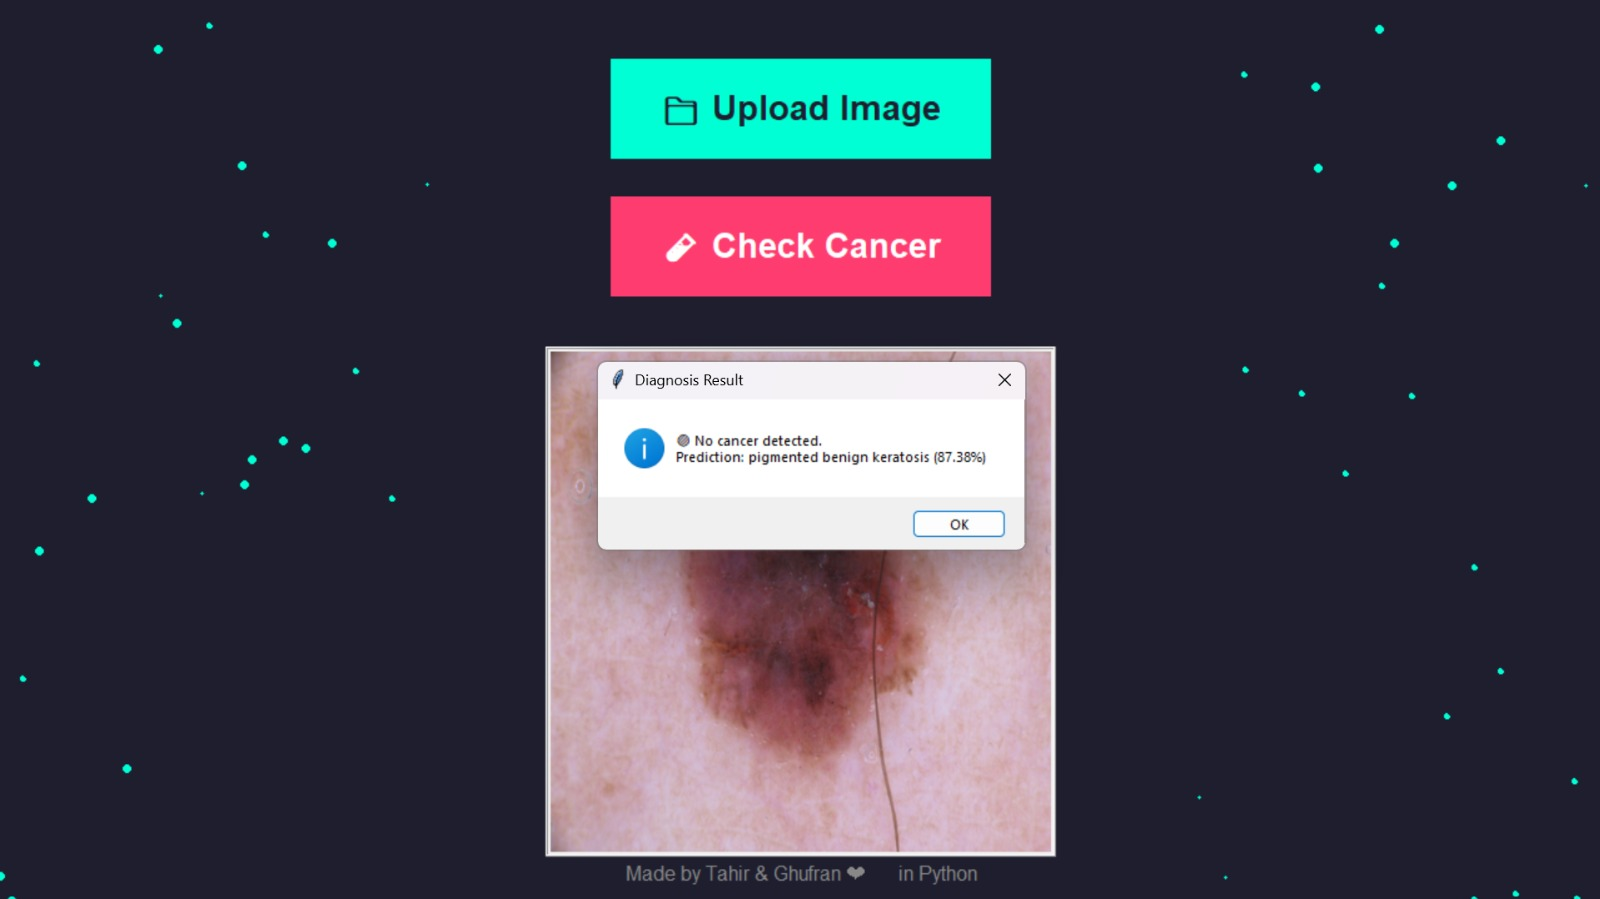 Upload Image
Check Cancer
Diagnosis Result
No cancer detected.
Prediction: pigmented benign keratosis (87.38%)
OK
Made by Tahir & Ghufran ❤ in Python